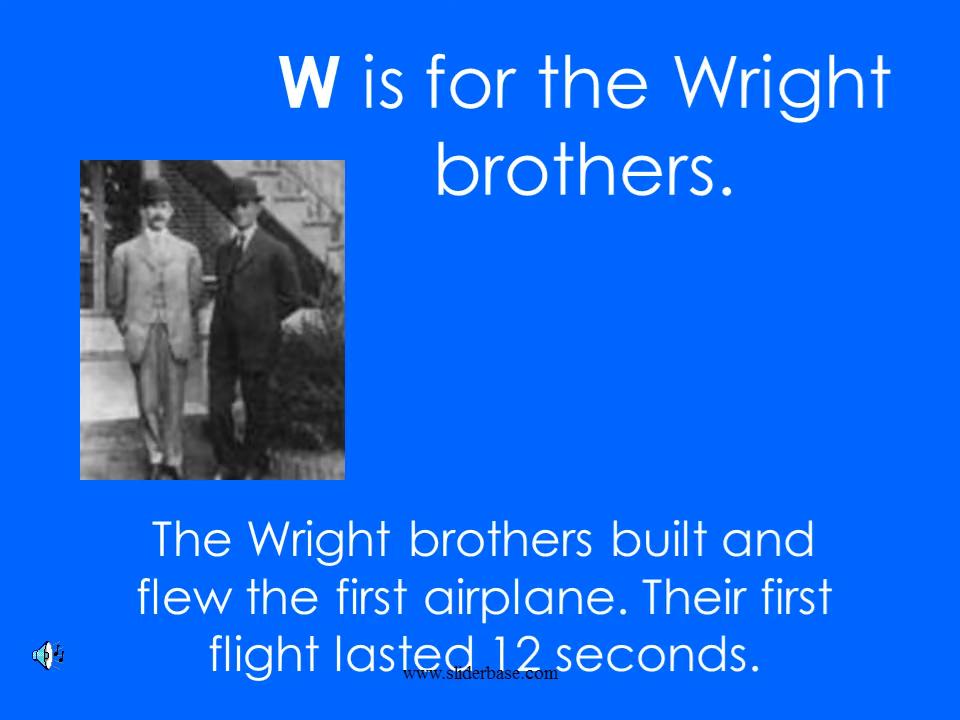 W is for the Wright
brothers.
The Wright brothers built and
flew the first airplane. Their first
flight lasted 12 seconds.
www.sliderbase.com